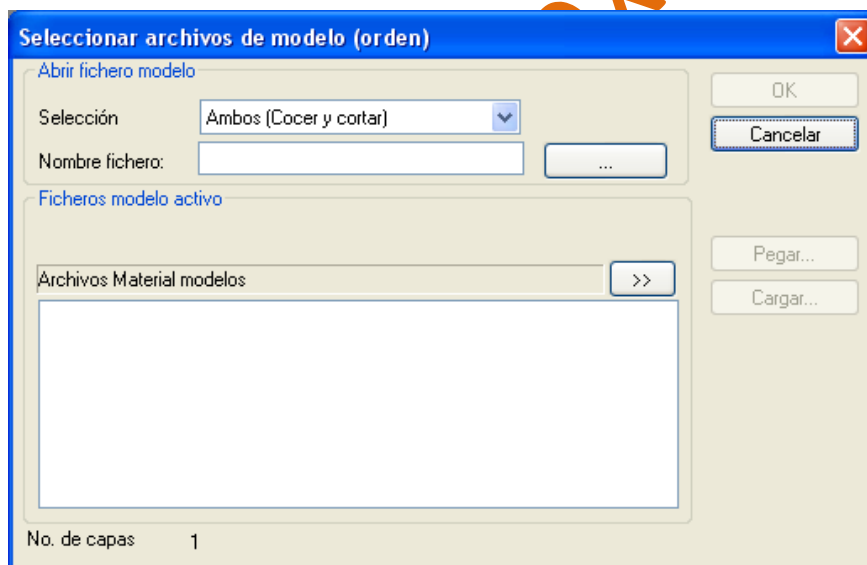 Seleccionar archivos de modelo (orden)
Abrir fichero modelo
Selección
Ambos (Cocer y cortar)
Nombre fichero:
...
OK
Cancelar
Ficheros modelo activo
Archivos Material modelos
>>
Pegar...
Cargar...
No. de capas 1